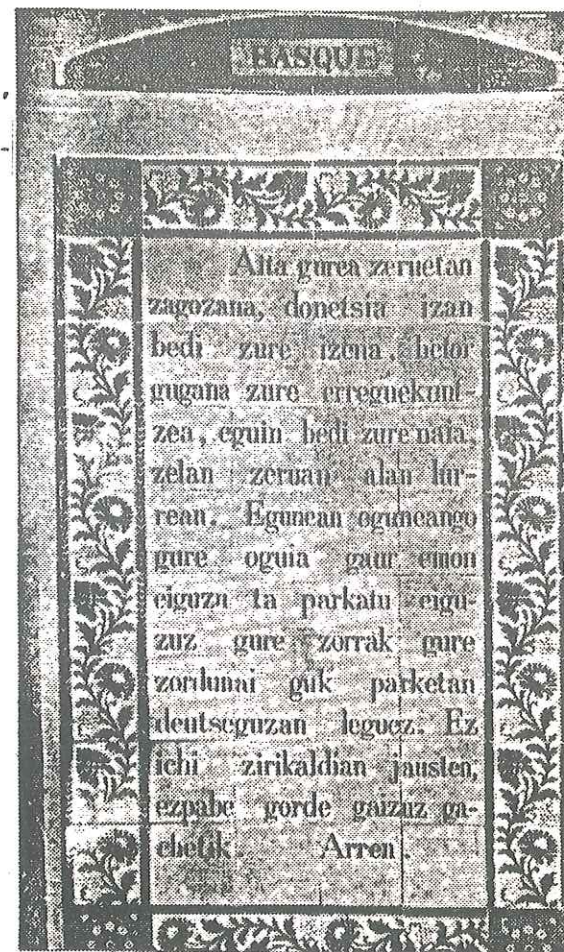 BASQUE
Aita gurea zeruetan
zagozana, donetsia izan
bedi zure izena, betor
gugana zure erreguekunt-
zea, eguin bedi zure naia,
zelan zeruan alan lur-
rean. Egunean oguneango
gure oguia gaur emon
eiguzu ta parkatu eigu-
zuz gure zorrak gure
zordunai guk parketan
deutseguzan leguez. Ez
ichi zirikaldian jausten,
ezpabe gorde gaizuz ga-
chetik Arren.